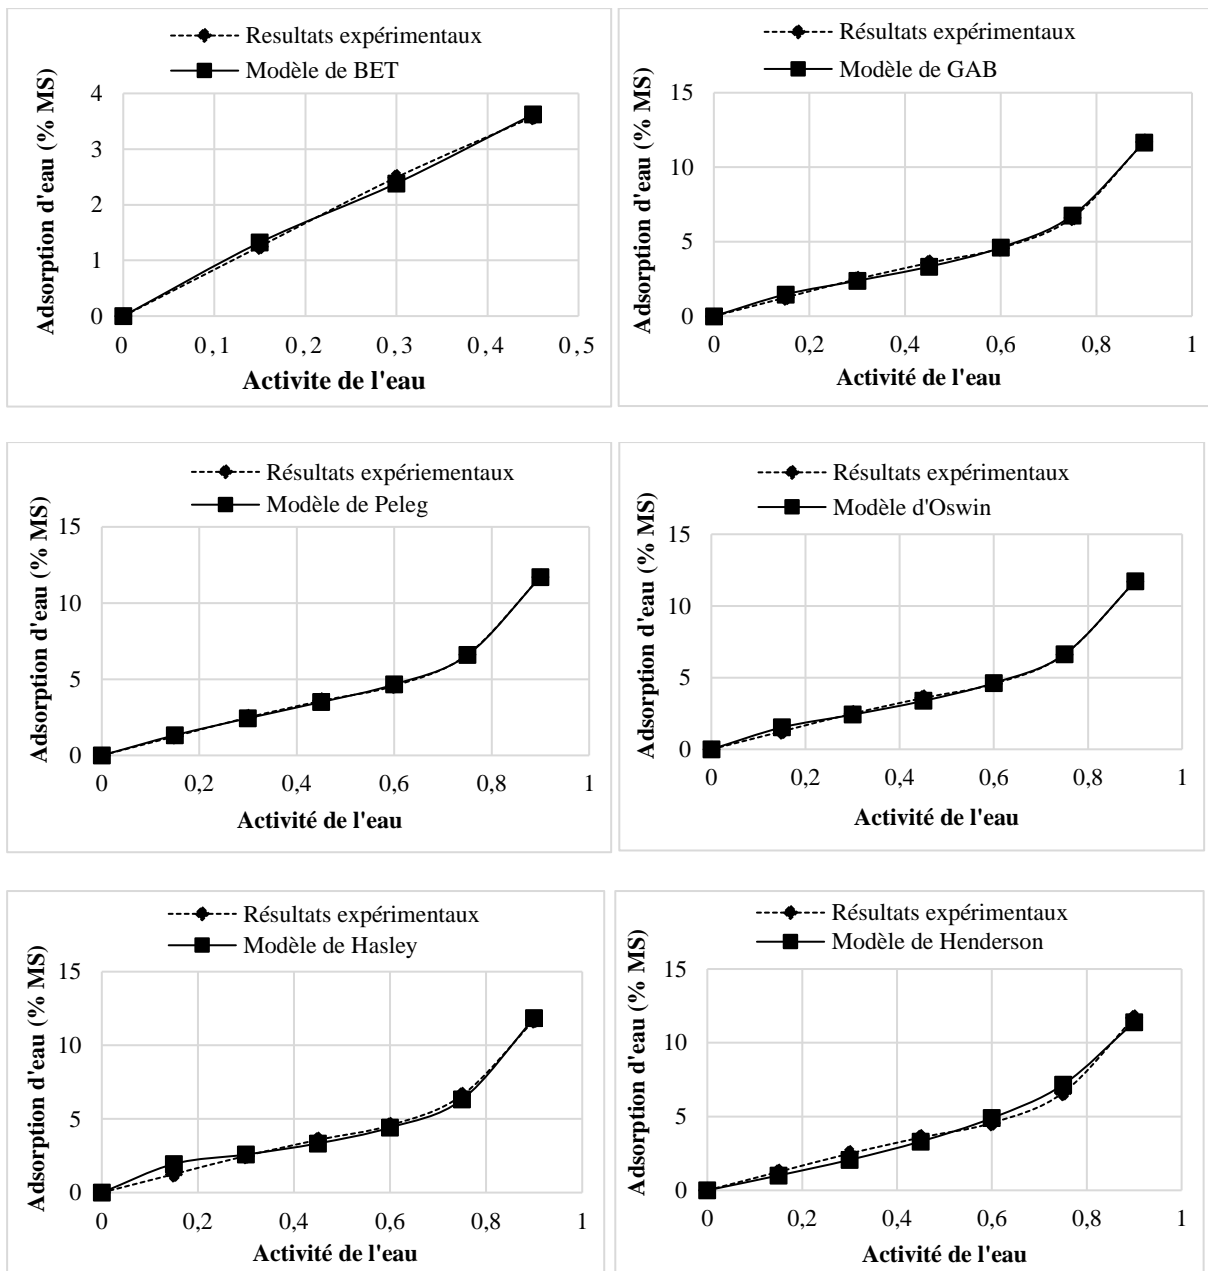 Resultats expérimentaux
Modèle de BET
Adsorption d'eau (% MS)
4
3
2
1
0
0
0,1
0,2
0,3
0,4
0,5
Activite de l'eau
Résultats expérimentaux
Modèle de GAB
Adsorption d'eau (% MS)
15
10
5
0
0
0,2
0,4
0,6
0,8
1
Activité de l'eau
Résultats expériementaux
Modèle de Peleg
Adsorption d'eau (% MS)
15
10
5
0
0
0,2
0,4
0,6
0,8
1
Activité de l'eau
Résultats expérimentaux
Modèle d'Oswin
Adsorption d'eau (% MS)
15
10
5
0
0
0,2
0,4
0,6
0,8
1
Activité de l'eau
Résultats expérimentaux
Modèle de Hasley
Adsorption d'eau (% MS)
15
10
5
0
0
0,2
0,4
0,6
0,8
1
Activité de l'eau
Résultats expérimentaux
Modèle de Henderson
Adsorption d'eau (% MS)
15
10
5
0
0
0,2
0,4
0,6
0,8
1
Activité de l'eau